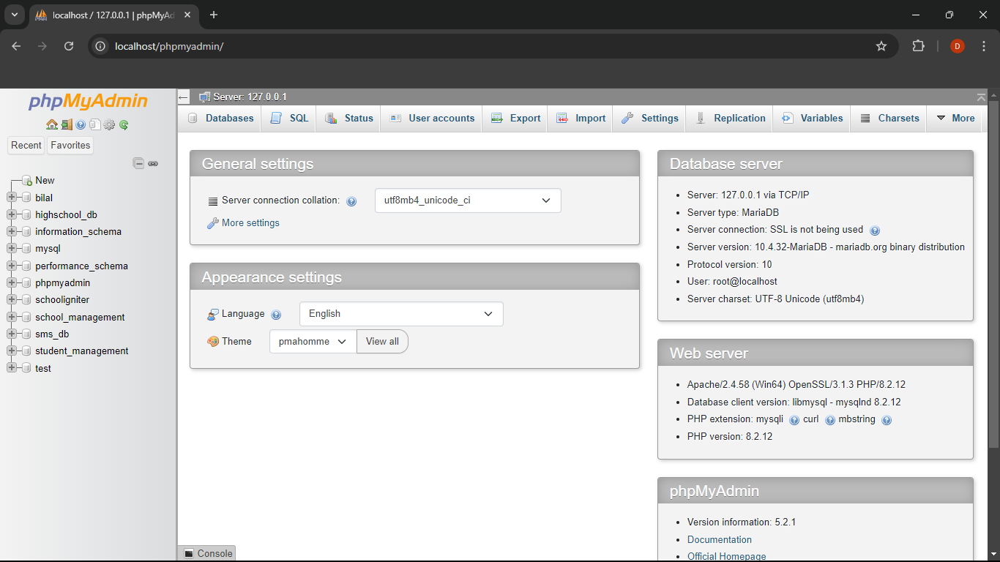 localhost / 127.0.0.1 | phpMyAd
localhost/phpmyadmin/
D
phpMyAdmin
Recent Favorites
New
bilal
highschool_db
information_schema
mysql
performance_schema
phpmyadmin
schooligniter
school_management
sms_db
student_management
test
Server: 127.0.0.1
Databases SQL Status User accounts Export Import Settings Replication Variables Charsets More
General settings
Server connection collation: utf8mb4_unicode_ci
More settings
Appearance settings
Language English
Theme pmahomme View all
Database server
Server: 127.0.0.1 via TCP/IP
Server type: MariaDB
Server connection: SSL is not being used
Server version: 10.4.32-MariaDB - mariadb.org binary distribution
Protocol version: 10
User: root@localhost
Server charset: UTF-8 Unicode (utf8mb4)
Web server
Apache/2.4.58 (Win64) OpenSSL/3.1.3 PHP/8.2.12
Database client version: libmysql - mysqlnd 8.2.12
PHP extension: mysqli curl mbstring
PHP version: 8.2.12
phpMyAdmin
Version information: 5.2.1
Documentation
Official Homepage
Console